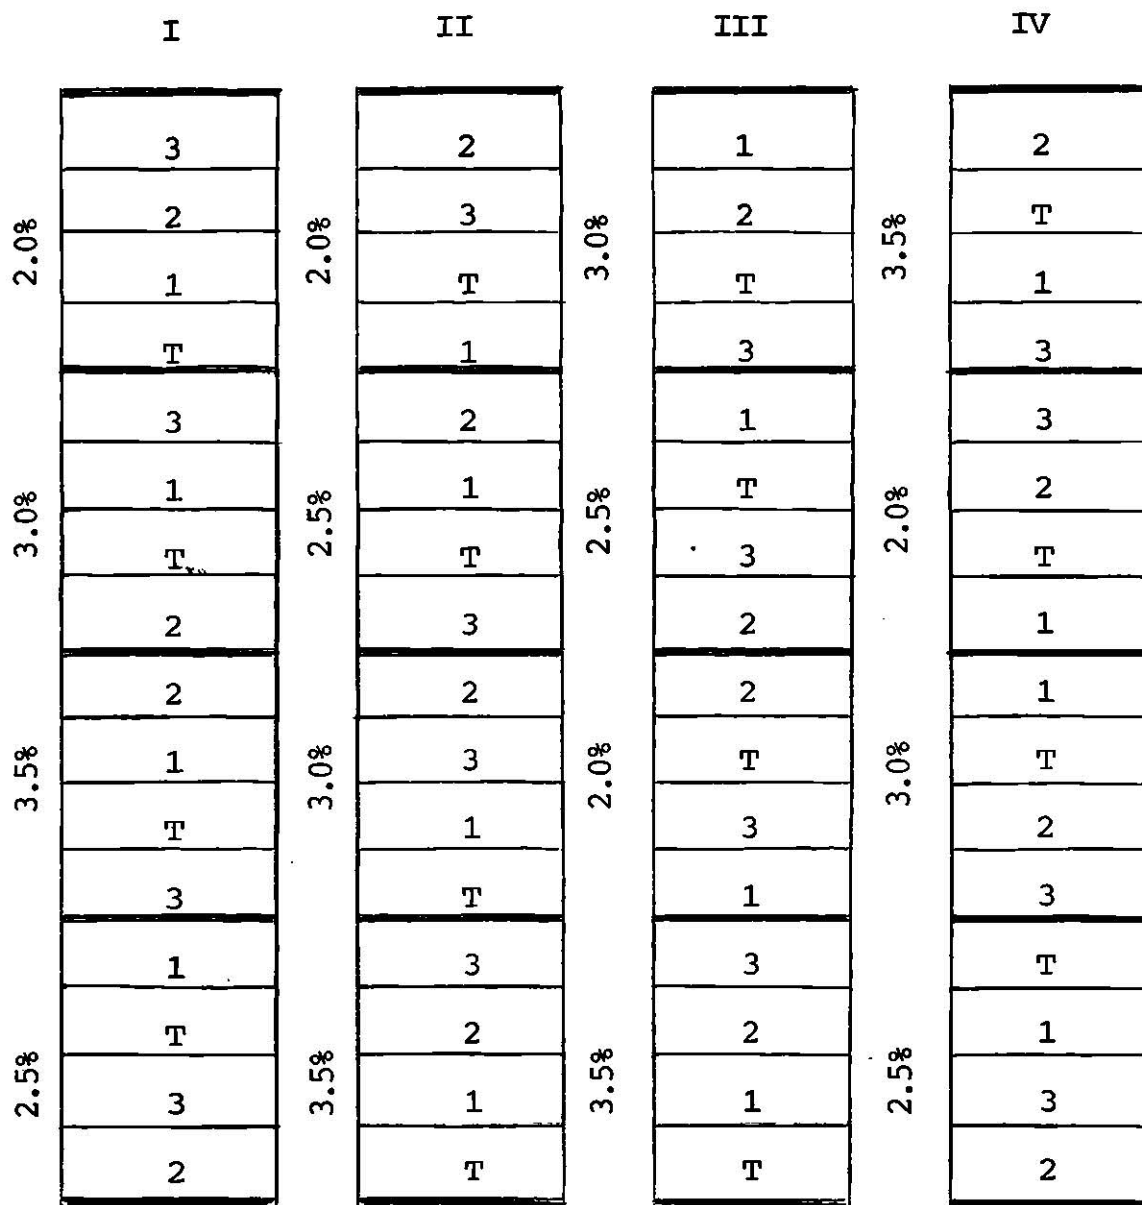 I II III IV
3 2 1 2
2.0% 2 2.0% 3 3.0% 2 3.5% T
1 T T 1
T 1 3 3
3 2 1 3
3.0% 1 2.5% 1 2.5% T 2.0% 2
T T 3 T
2 3 2 1
2 2 2 1
3.5% 1 3.0% 3 2.0% T 3.0% T
T 1 3 2
3 T 1 3
1 3 3 T
T 2 2 1
2.5% 3 3.5% 1 3.5% 1 2.5% 3
2 T T 2